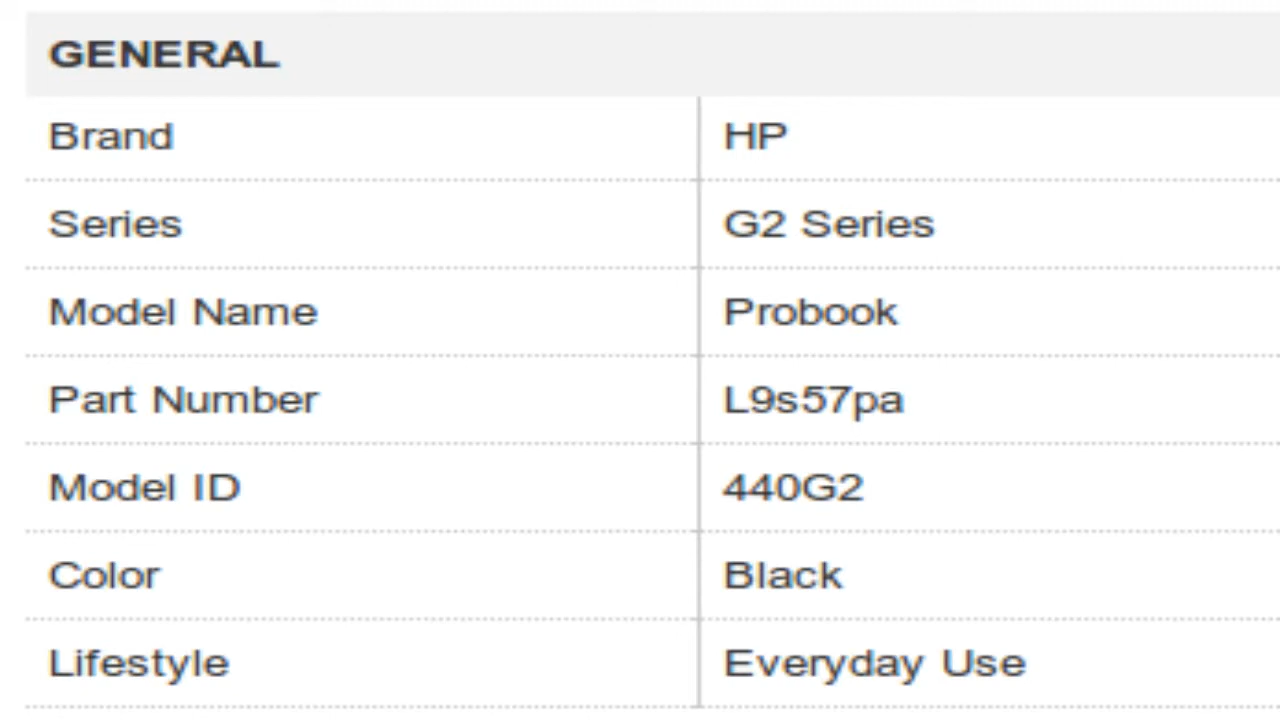 GENERAL
Brand HP
Series G2 Series
Model Name Probook
Part Number L9s57pa
Model ID 440G2
Color Black
Lifestyle Everyday Use